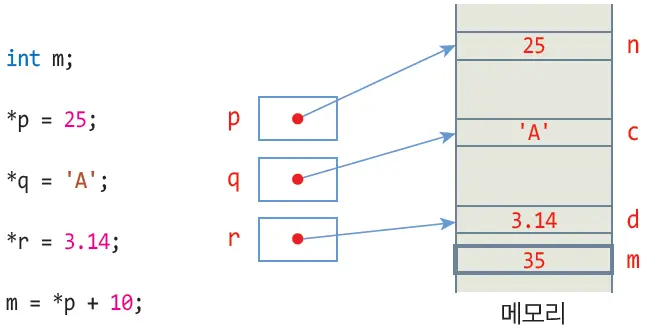 int m;
*p = 25;
*q = 'A';
*r = 3.14;
m = *p + 10;
p
q
r
25 n
'A' c
3.14 d
35 m
메모리